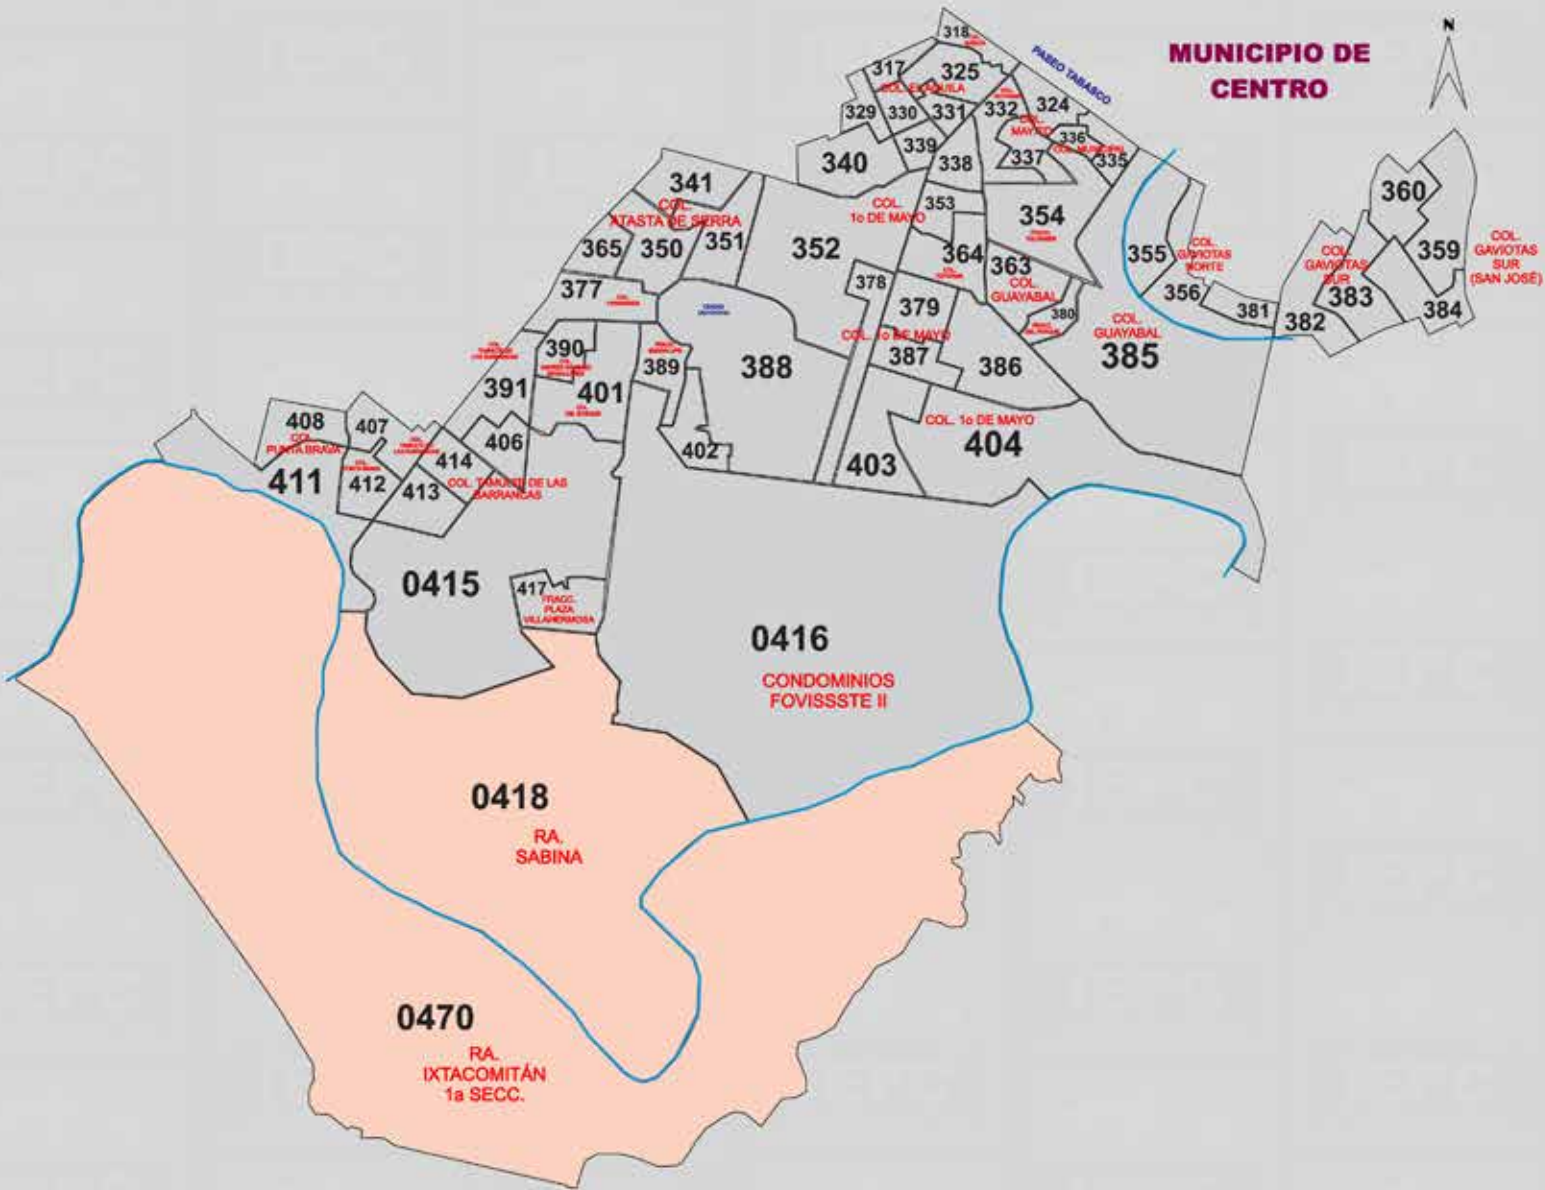 N
MUNICIPIO DE
CENTRO
PASEO TABASCO
318
317
325
COL. EL AGUILA
329
330
331
332
324
COL.
MAYITO
336
COL. MUNICIPAL
335
337
339
338
340
341
COL.
ATASTA DE SERRA
365
350
351
352
COL.
1o DE MAYO
353
354
364
363
COL.
GUAYABAL
380
355
COL.
GAVIOTAS
NORTE
356
381
382
COL.
GAVIOTAS
SUR
383
360
359
384
COL.
GAVIOTAS
SUR
(SAN JOSÉ)
377
378
379
COL. 1o DE MAYO
387
386
COL.
GUAYABAL
385
388
389
390
391
401
402
403
COL. 1o DE MAYO
404
406
408
407
COL.
PUNTA BRAVA
411
412
413
414
COL. TAMULTE DE LAS
BARRANCAS
0415
417
FRACC.
PLAZA
VILLAHERMOSA
0416
CONDOMINIOS
FOVISSSTE II
0418
RA.
SABINA
0470
RA.
IXTACOMITÁN
1a SECC.